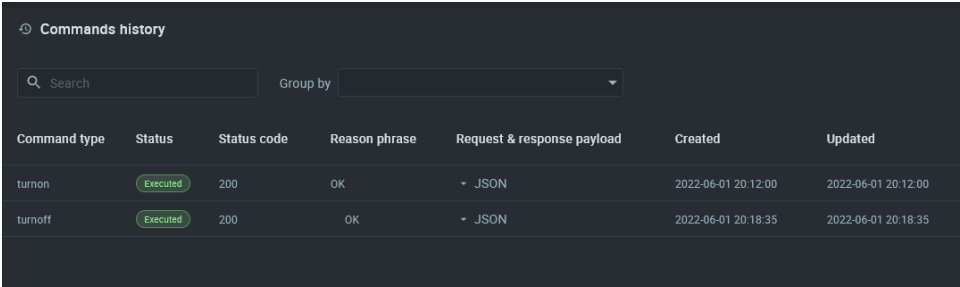 Commands history
Search Group by
Command type Status Status code Reason phrase Request & response payload Created Updated
turnon Executed 200 OK JSON 2022-06-01 20:12:00 2022-06-01 20:12:00
turnoff Executed 200 OK JSON 2022-06-01 20:18:35 2022-06-01 20:18:35